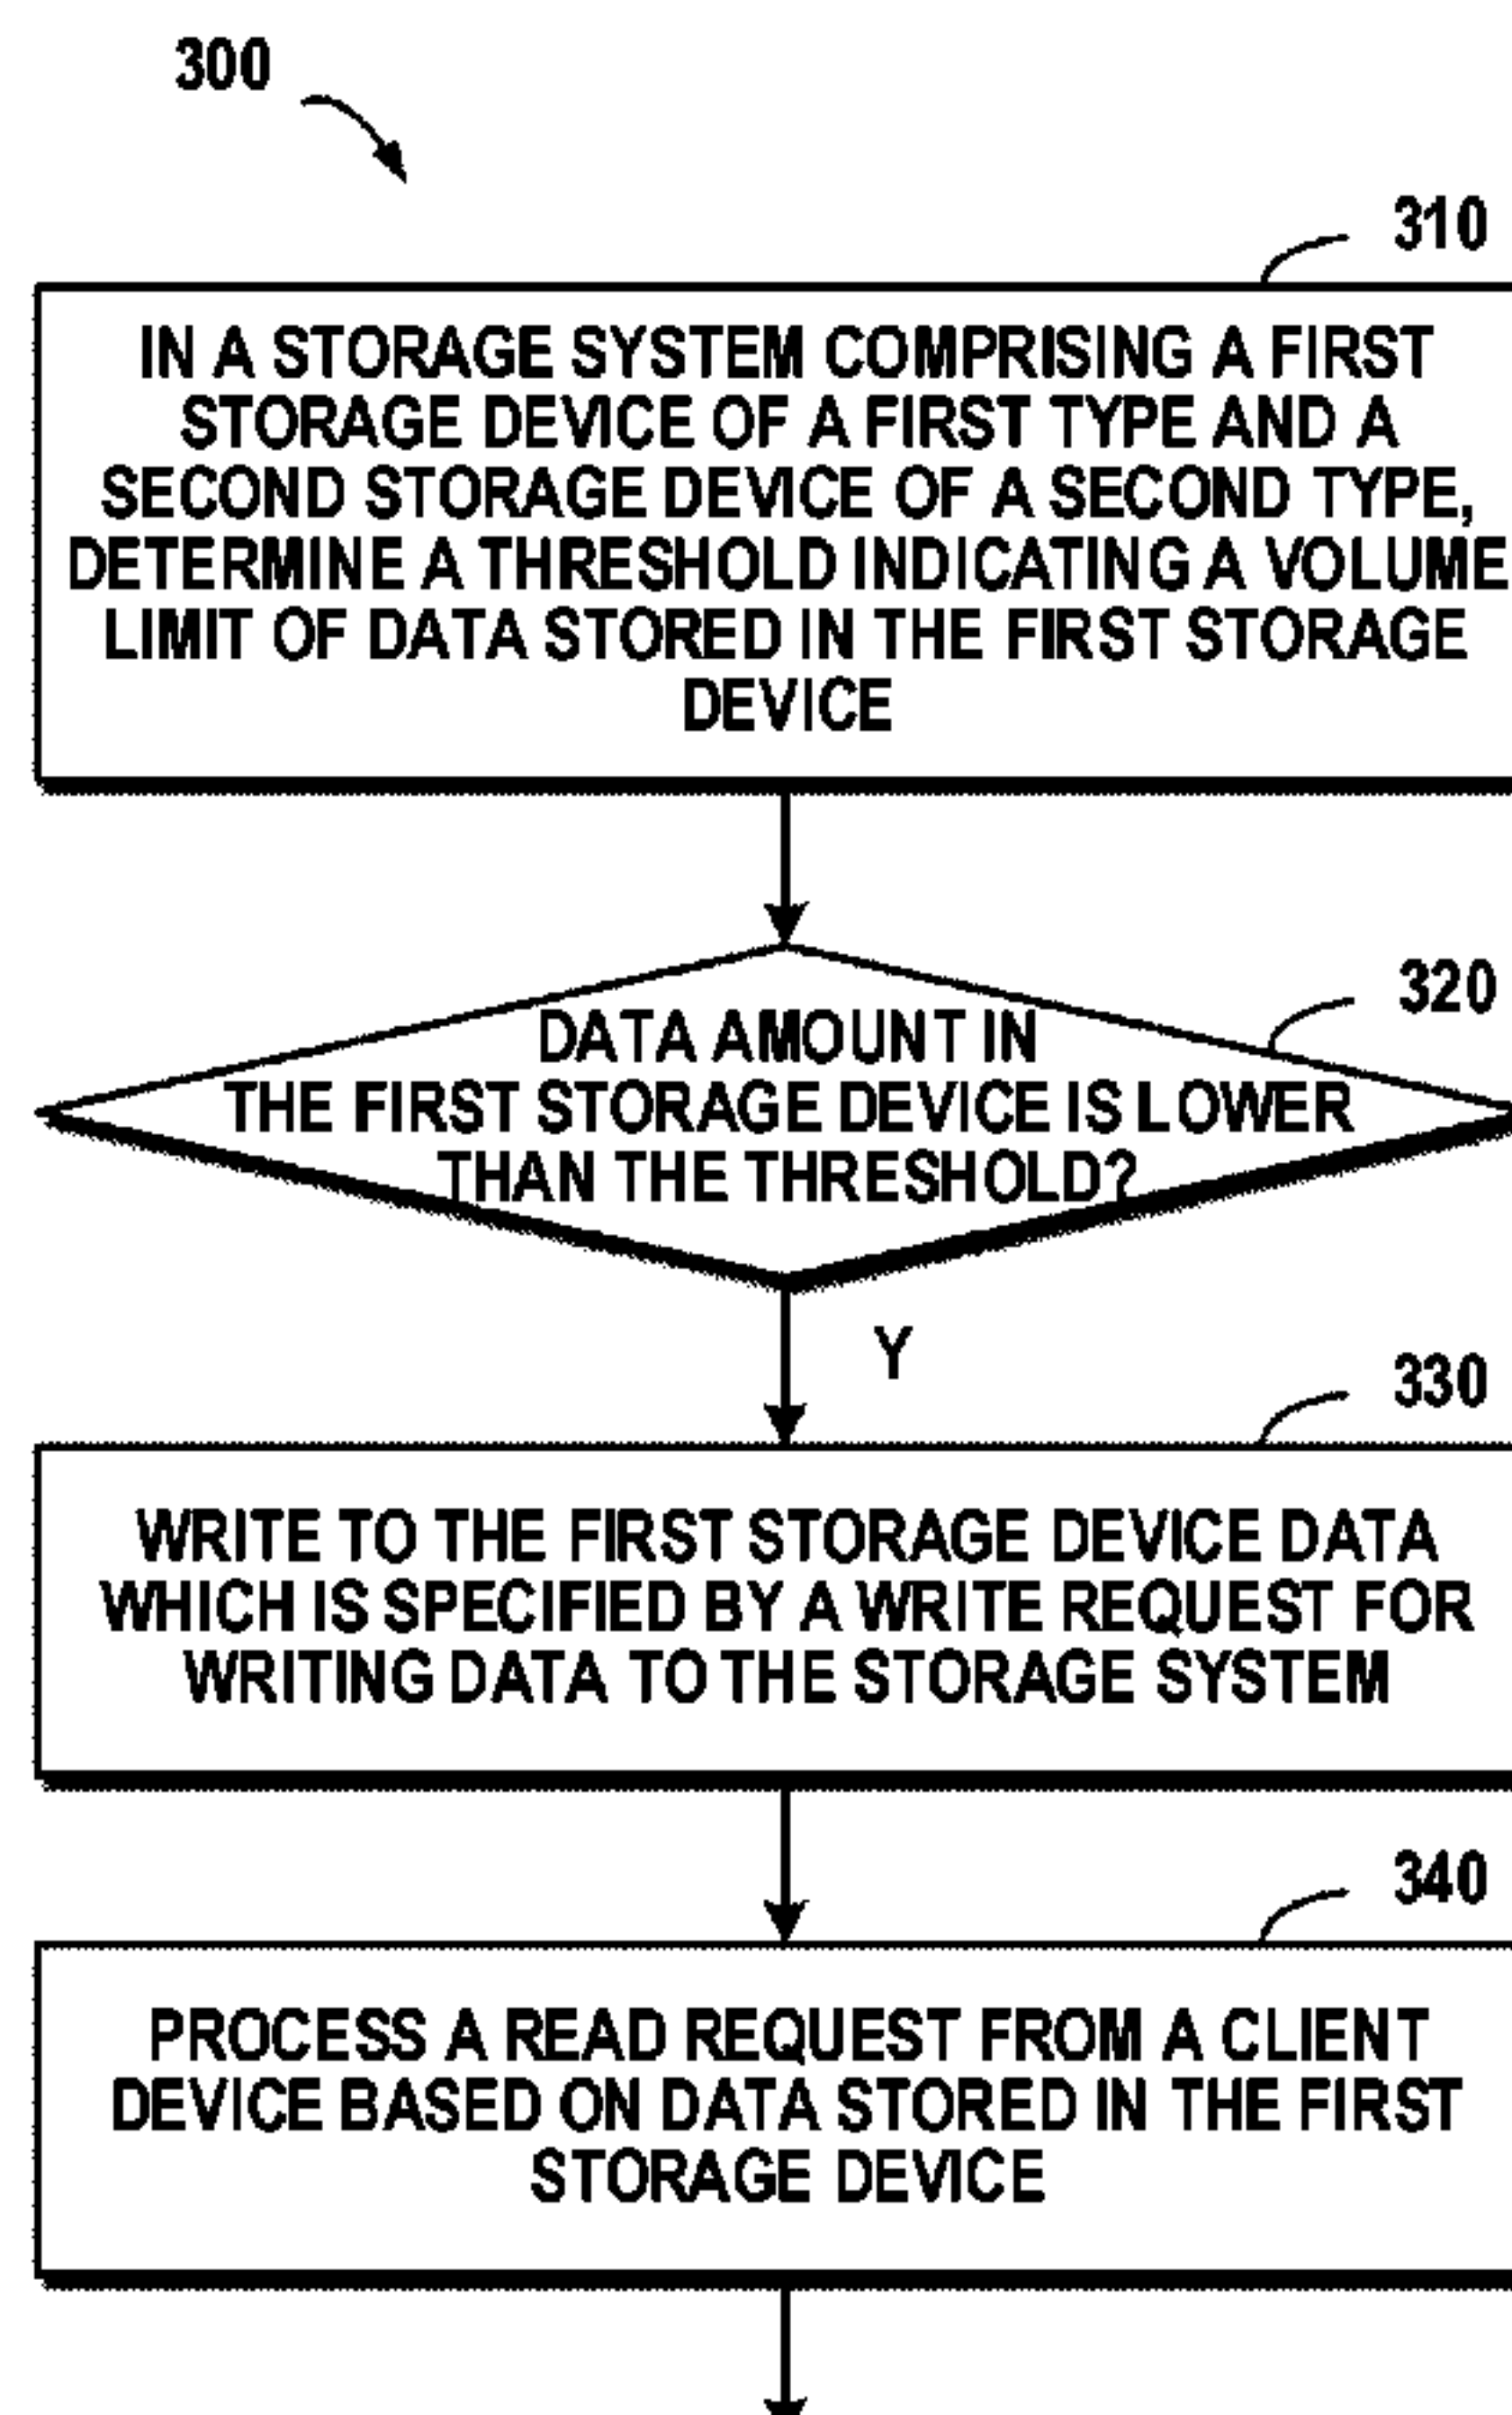 300
310
IN A STORAGE SYSTEM COMPRISING A FIRST
STORAGE DEVICE OF A FIRST TYPE AND A
SECOND STORAGE DEVICE OF A SECOND TYPE,
DETERMINE A THRESHOLD INDICATING A VOLUME
LIMIT OF DATA STORED IN THE FIRST STORAGE
DEVICE
320
DATA AMOUNT IN
THE FIRST STORAGE DEVICE IS LOWER
THAN THE THRESHOLD?
Y
330
WRITE TO THE FIRST STORAGE DEVICE DATA
WHICH IS SPECIFIED BY A WRITE REQUEST FOR
WRITING DATA TO THE STORAGE SYSTEM
340
PROCESS A READ REQUEST FROM A CLIENT
DEVICE BASED ON DATA STORED IN THE FIRST
STORAGE DEVICE